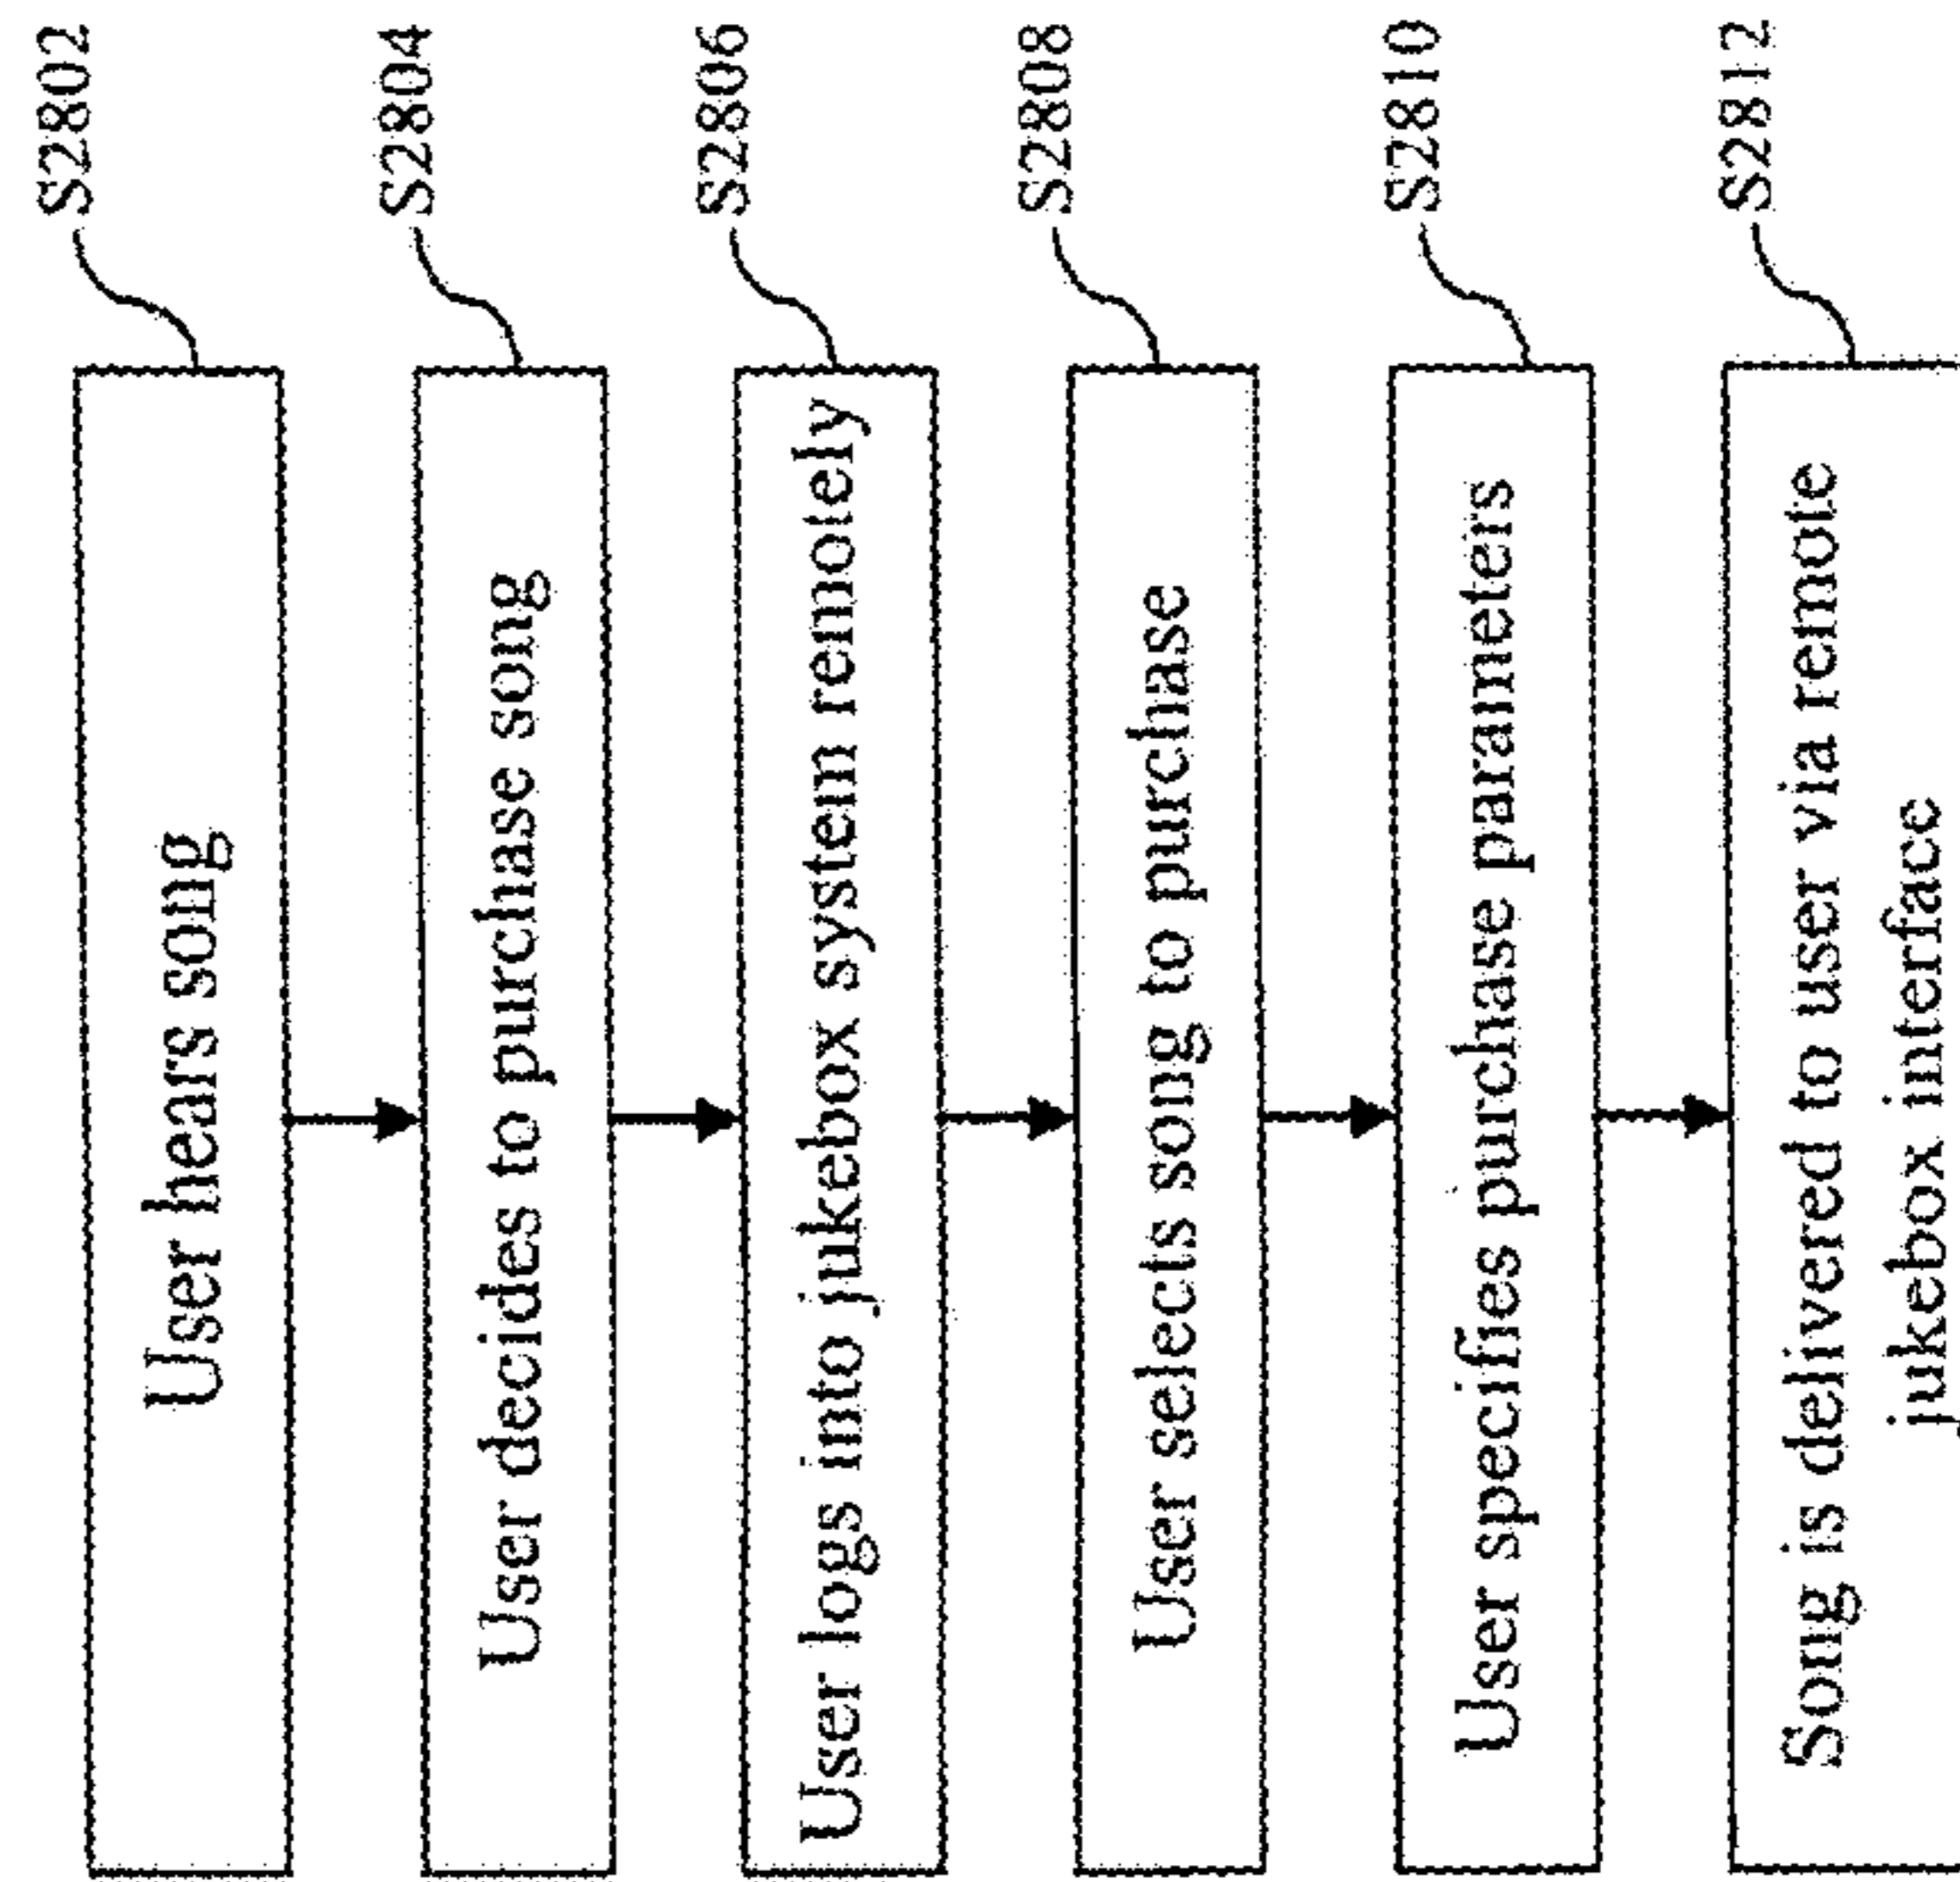 User hears song
S2802
User decides to purchase song
S2804
User logs into jukebox system remotely
S2806
User selects song to purchase
S2808
User specifies purchase parameters
S2810
Song is delivered to user via remote
jukebox interface
S2812